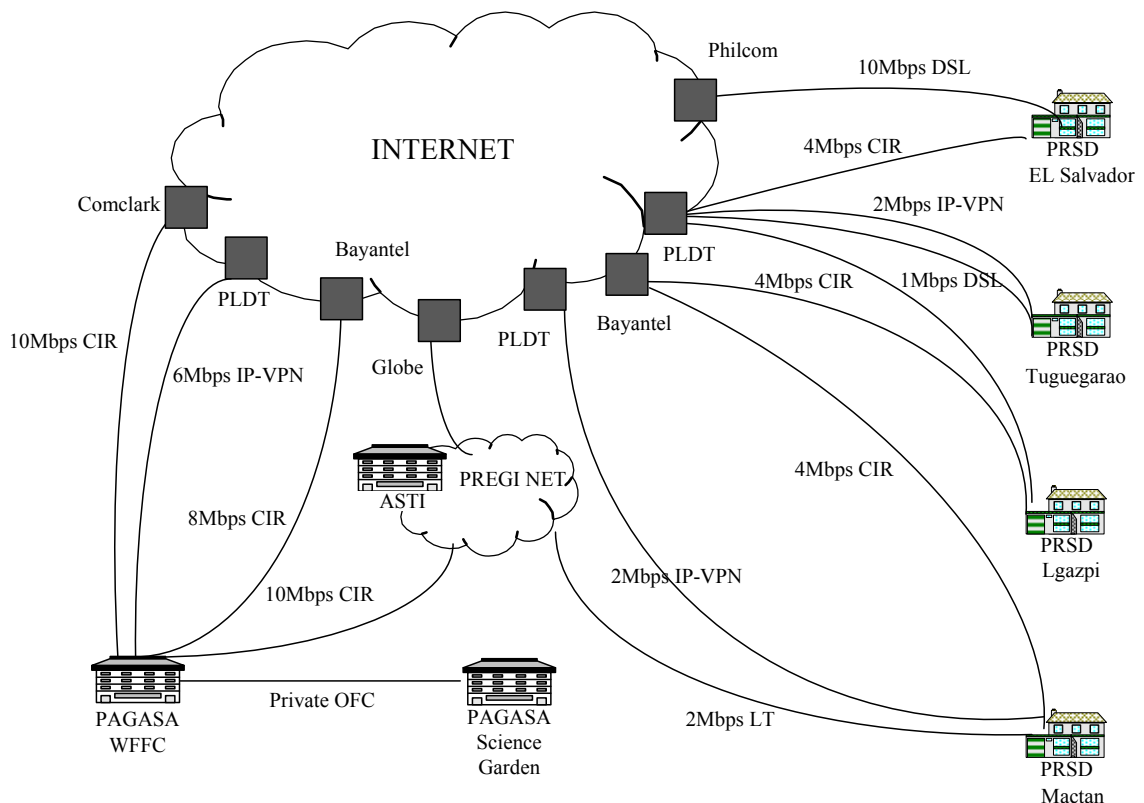 Philcom
10Mbps DSL
INTERNET
4Mbps CIR
PRSD
EL Salvador
Comclark
2Mbps IP-VPN
Bayantel
PLDT
4Mbps CIR
1Mbps DSL
PLDT
Bayantel
PLDT
10Mbps CIR
Globe
PRSD
Tuguegarao
6Mbps IP-VPN
PREGI NET
4Mbps CIR
ASTI
8Mbps CIR
PRSD
Lgazpi
2Mbps IP-VPN
10Mbps CIR
Private OFC
PAGASA
WFFC
PAGASA
Science
Garden
2Mbps LT
PRSD
Mactan